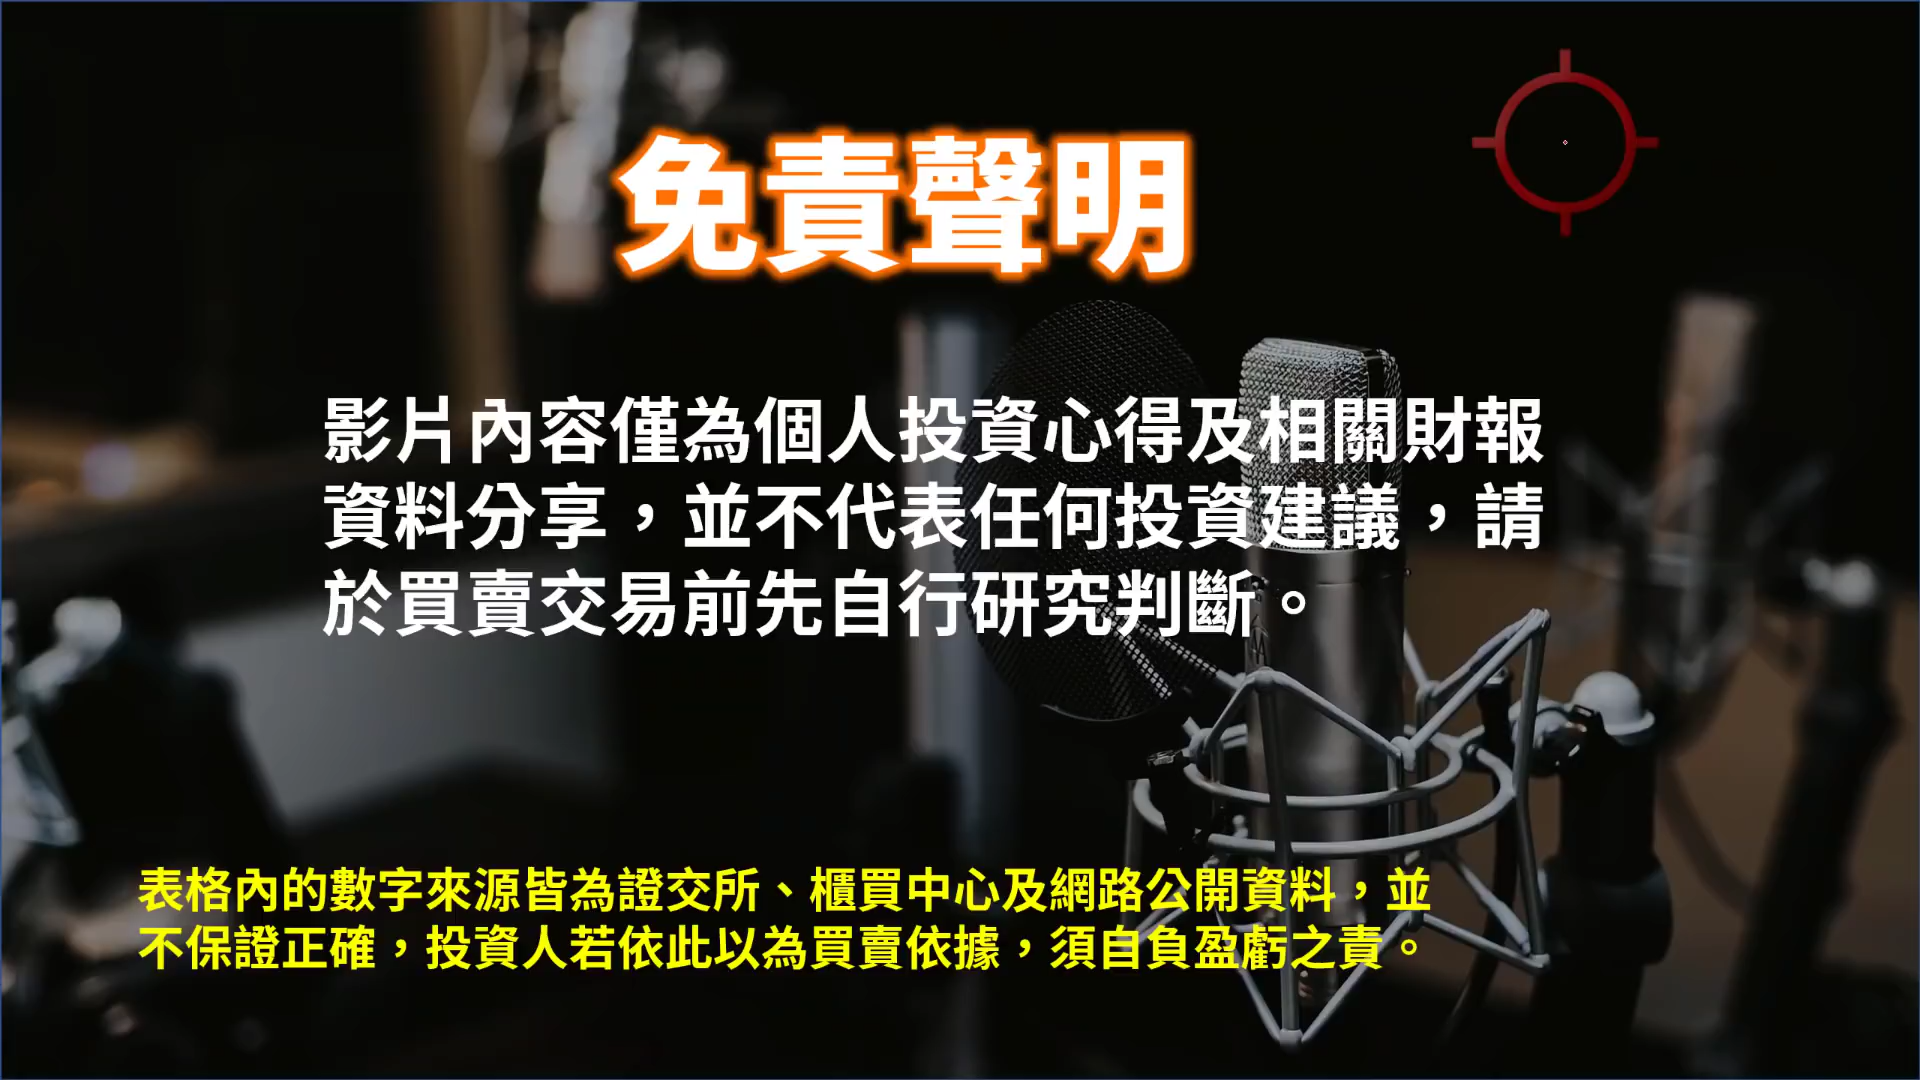 免責聲明
影片內容僅為個人投資心得及相關財報
資料分享，並不代表任何投資建議，請
於買賣交易前先自行研究判斷。
表格內的數字來源皆為證交所、櫃買中心及網路公開資料，並
不保證正確，投資人若依此以為買賣依據，須自負盈虧之責。